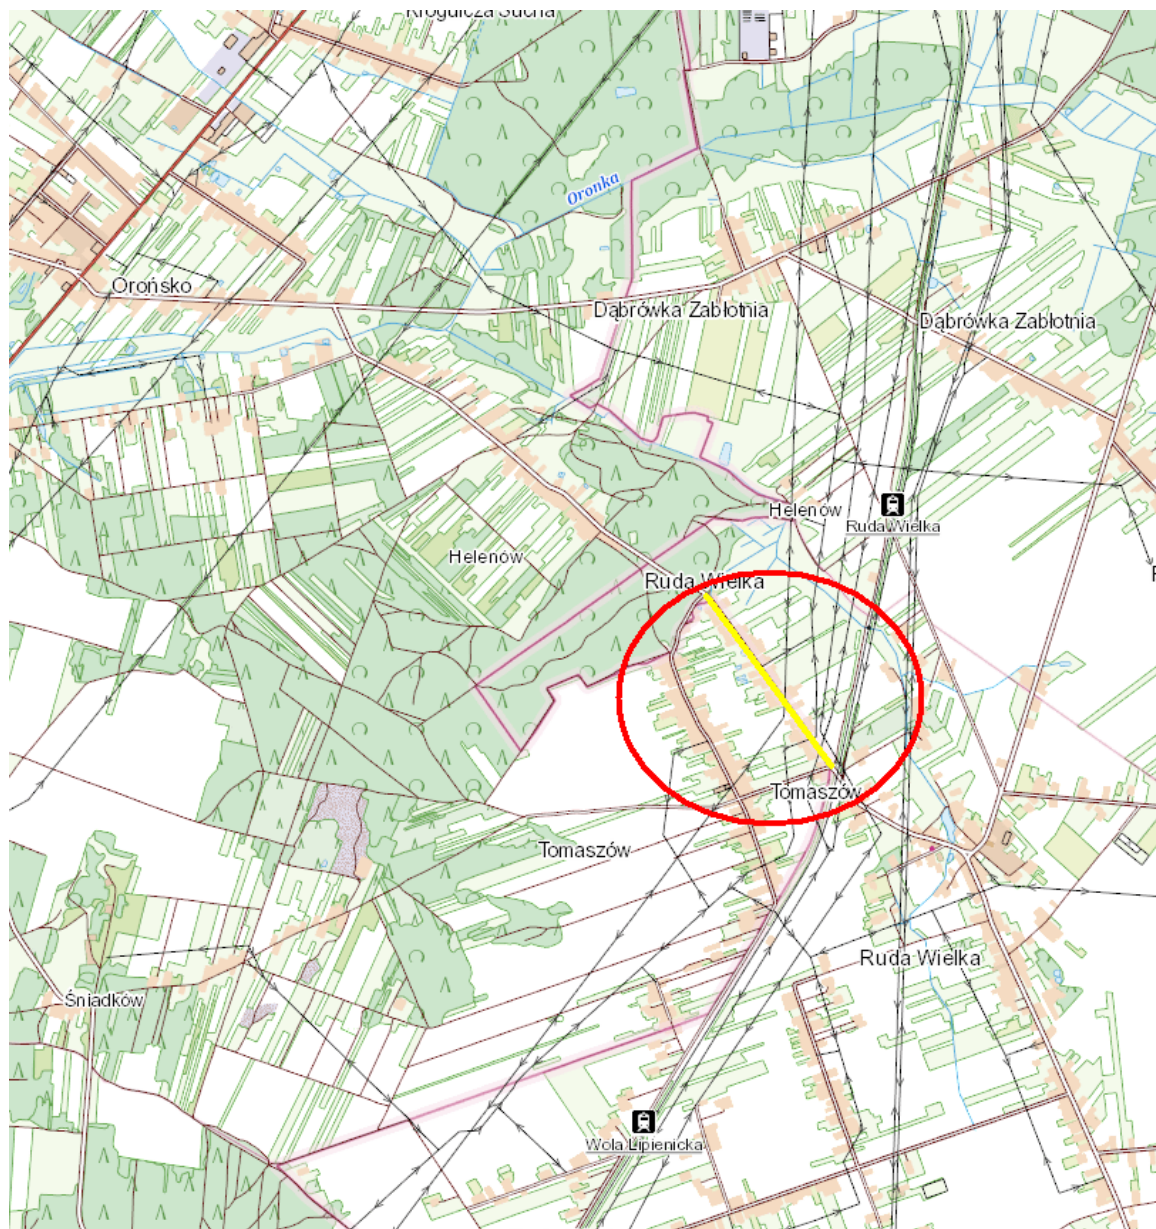 Krogulcza Sucha
Oronka
Orońsko
Dąbrówka Zabłotnia
Dąbrówka Zabłotnia
Helenów
Ruda Wielka
Helenów
Ruda Wielka
Tomaszów
Tomaszów
Ruda Wielka
Śniadków
Wola Lipienicka